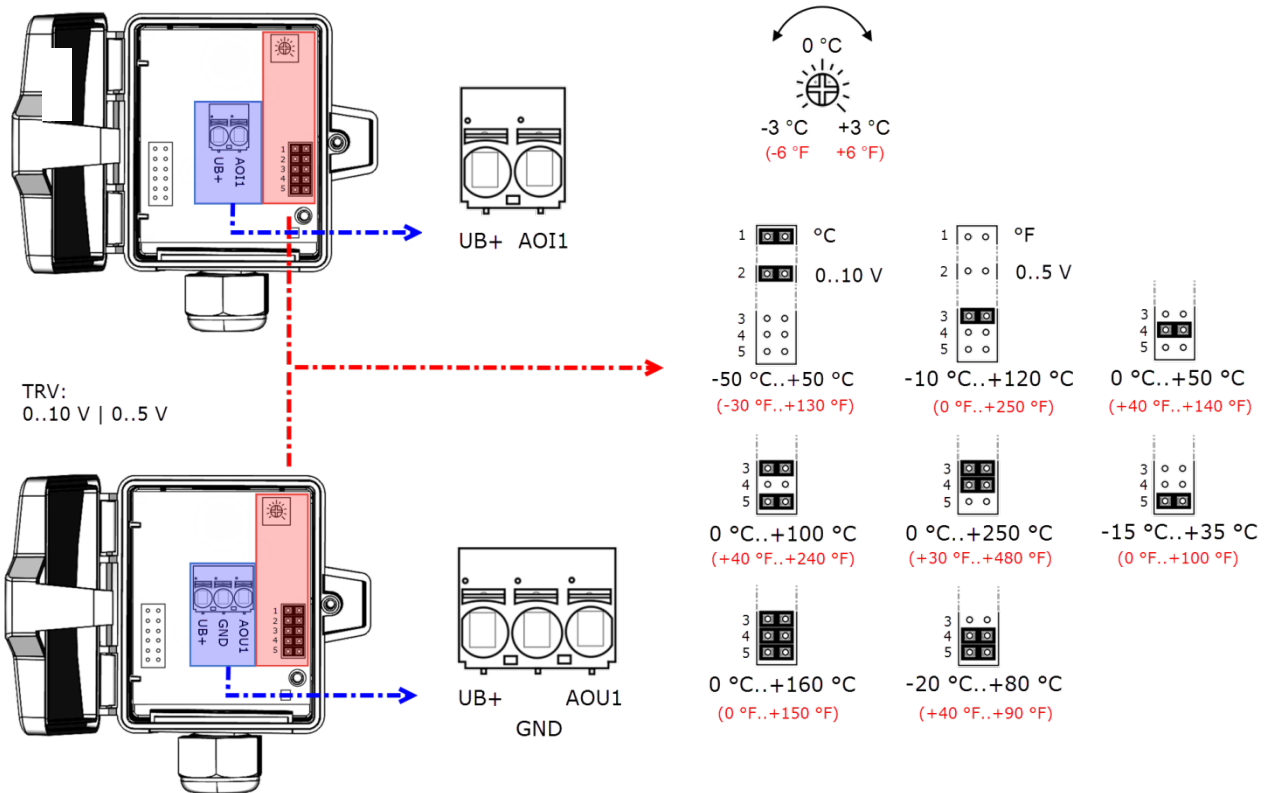 1
2
3
4
5
UB+
AOI1
UB+ AOI1
TRV:
0..10 V | 0..5 V
1
2
3
4
5
UB+
GND
AOU1
UB+ AOU1
GND
0 °C
-3 °C +3 °C
(-6 °F +6 °F)
1 °C
2 0..10 V
3
4
5
-50 °C..+50 °C
(-30 °F..+130 °F)
1 °F
2 0..5 V
3
4
5
-10 °C..+120 °C
(0 °F..+250 °F)
3
4
5
0 °C..+50 °C
(+40 °F..+140 °F)
3
4
5
0 °C..+100 °C
(+40 °F..+240 °F)
3
4
5
0 °C..+250 °C
(+30 °F..+480 °F)
3
4
5
-15 °C..+35 °C
(0 °F..+100 °F)
3
4
5
0 °C..+160 °C
(0 °F..+150 °F)
3
4
5
-20 °C..+80 °C
(+40 °F..+90 °F)